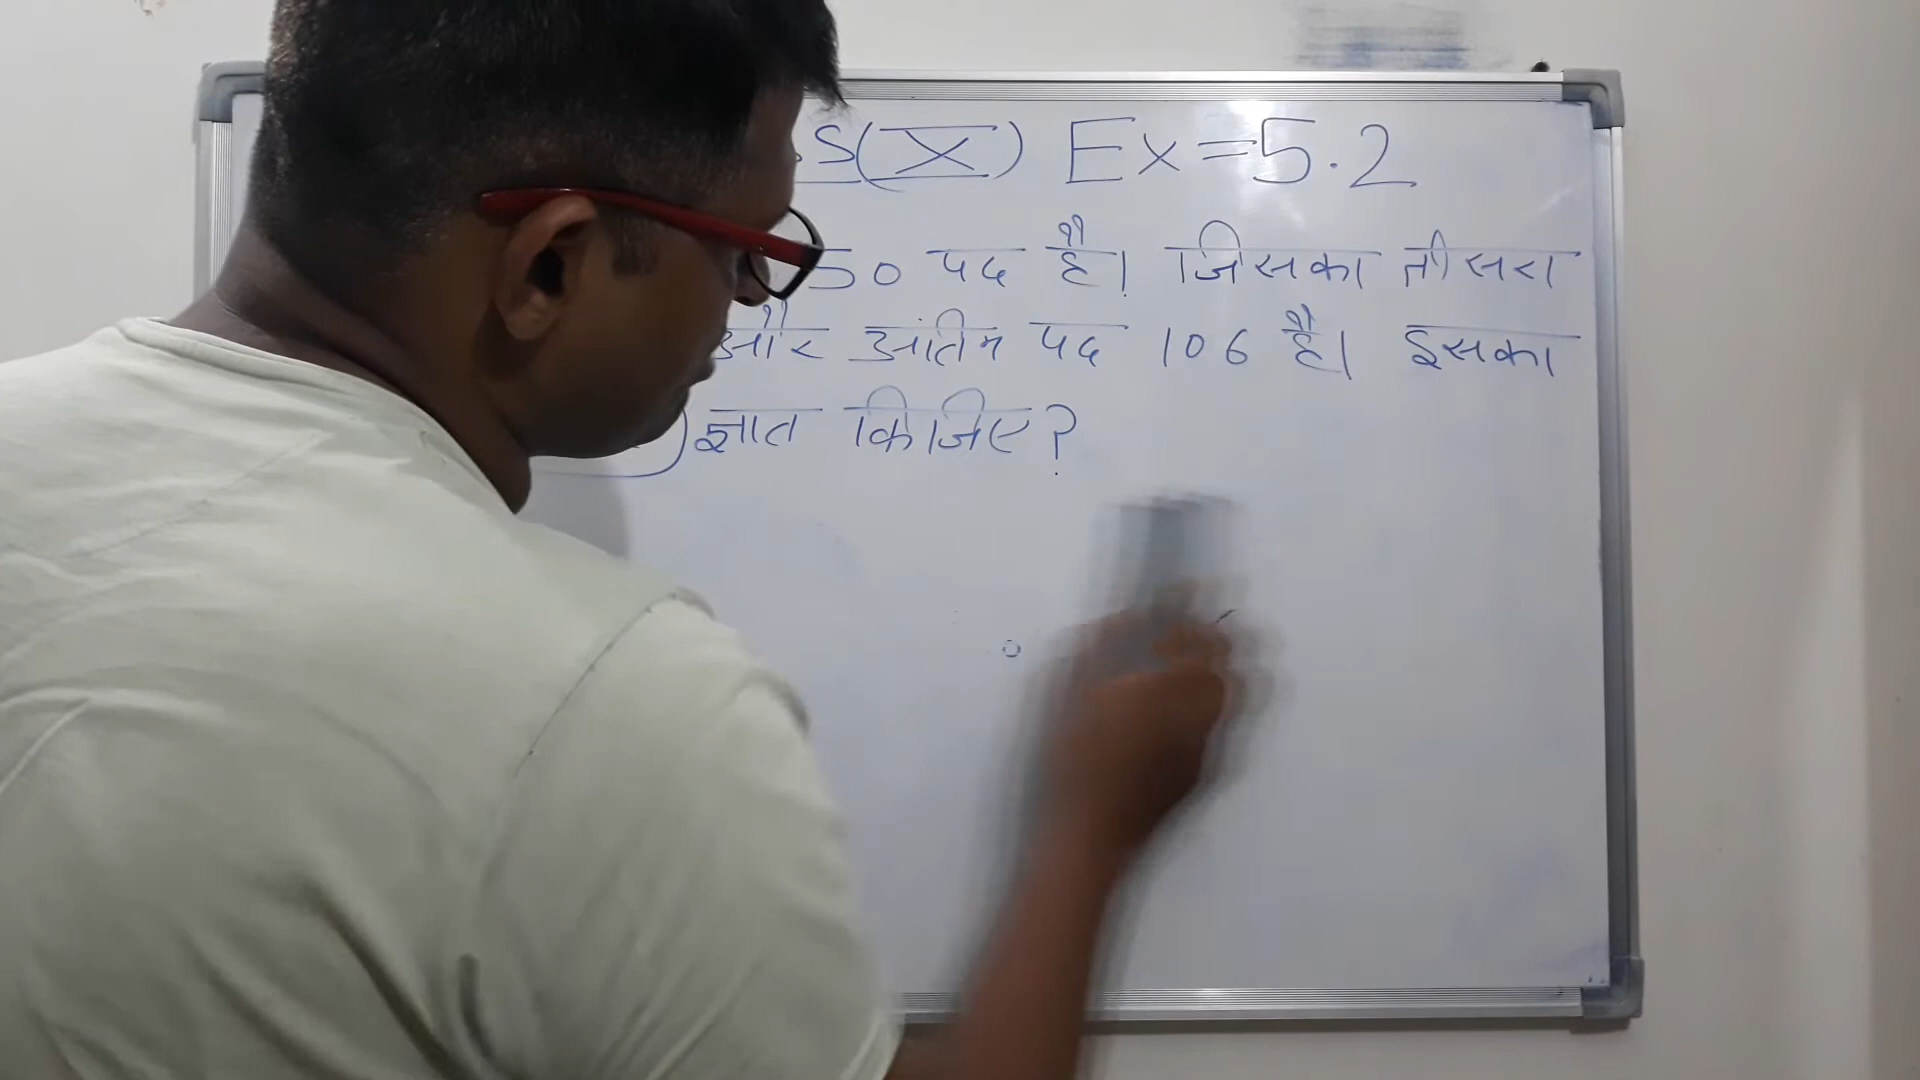 S(X) Ex=5.2
50 पद है। जिसका तीसरा
और अंतिम पद 106 है। इसका
ज्ञात किजिए?